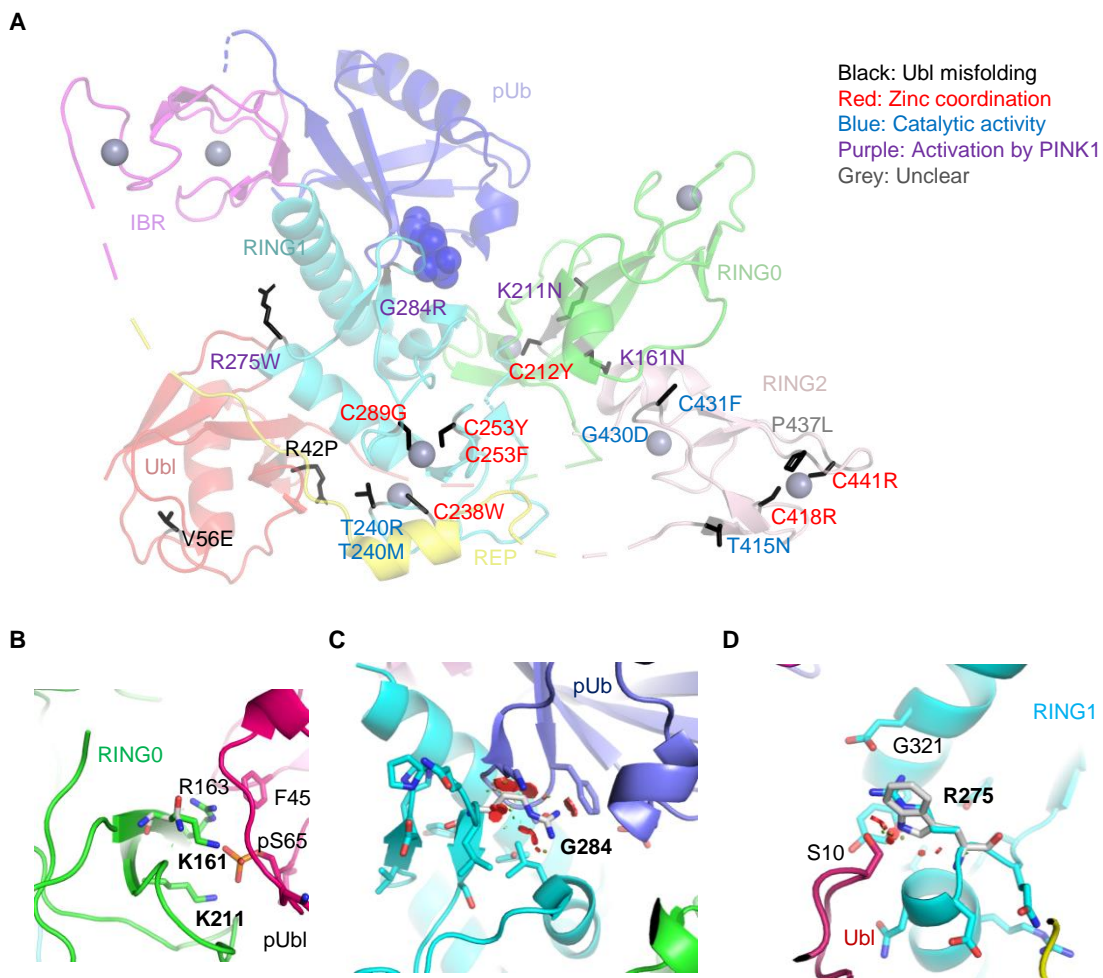 A
Black: Ubl misfolding
Red: Zinc coordination
Blue: Catalytic activity
Purple: Activation by PINK1
Grey: Unclear
pUb
IBR
RING1
RING0
K211N
G284R
R275W
K161N
C212Y
RING2
C431F
C289G
C253Y
G430D
P437L
C253F
Ubl
R42P
C441R
C238W
C418R
V56E
T240R
T415N
T240M
REP
B
C
D
pUb
RING0
RING1
R163
F45
G321
R275
pS65
K161
G284
S10
K211
pUbl
Ubl